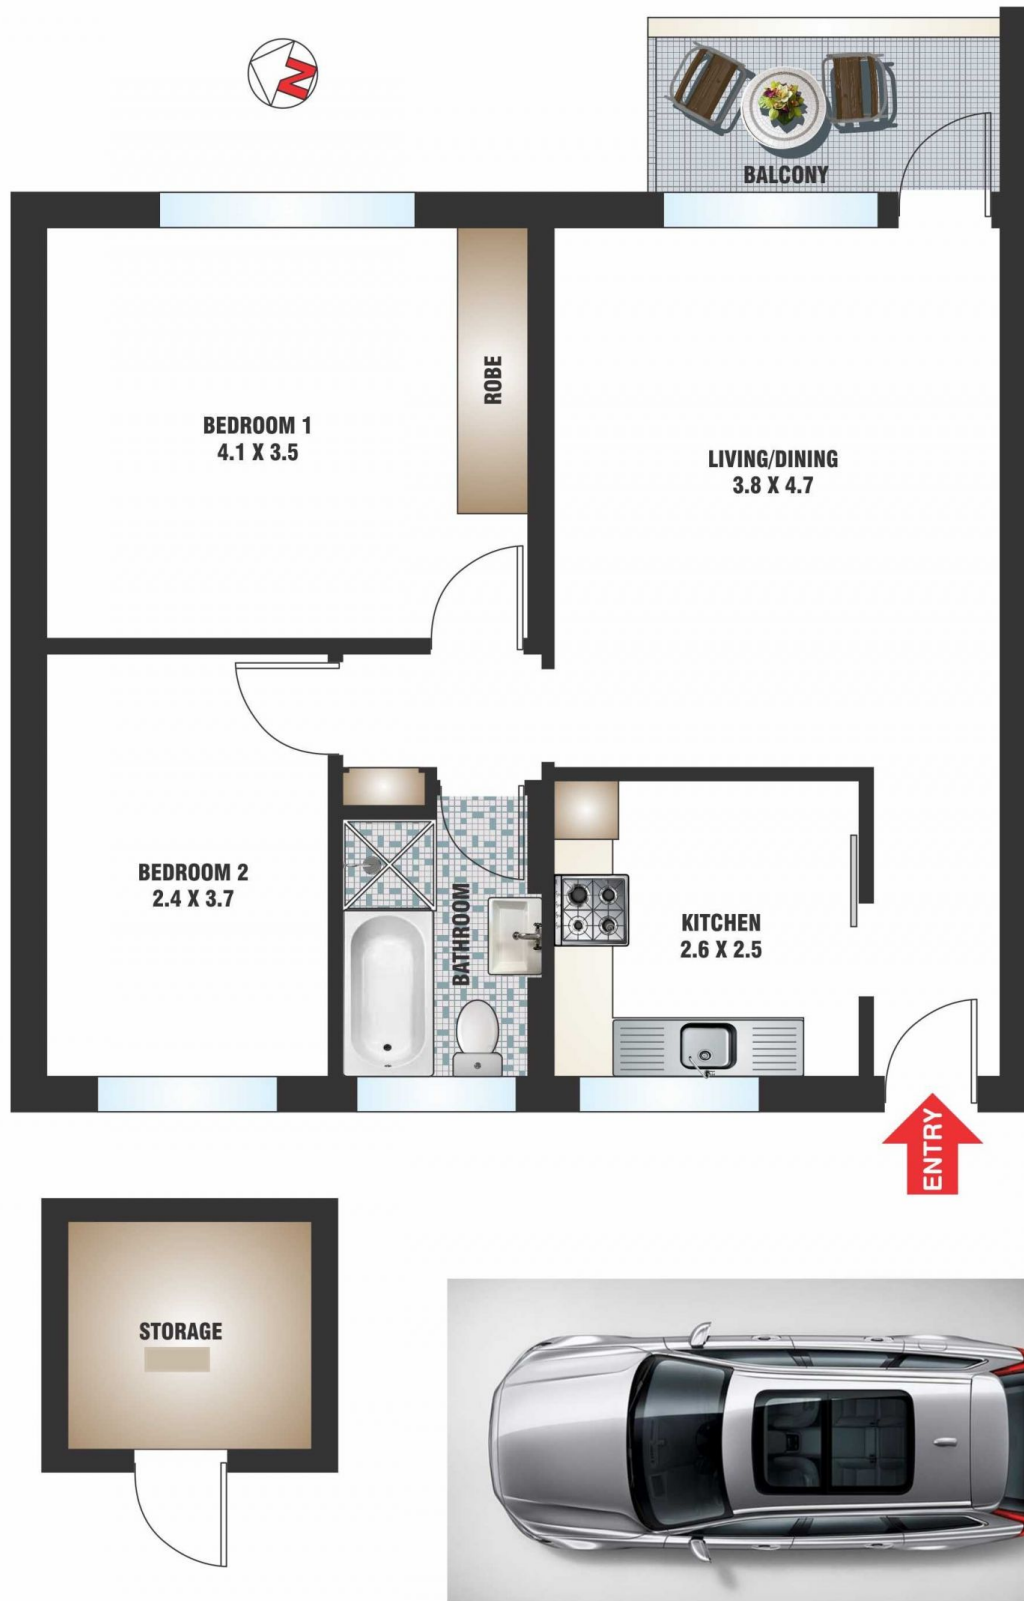 N
BALCONY
ROBE
BEDROOM 1
4.1 X 3.5
LIVING/DINING
3.8 X 4.7
BEDROOM 2
2.4 X 3.7
BATHROOM
KITCHEN
2.6 X 2.5
ENTRY
STORAGE